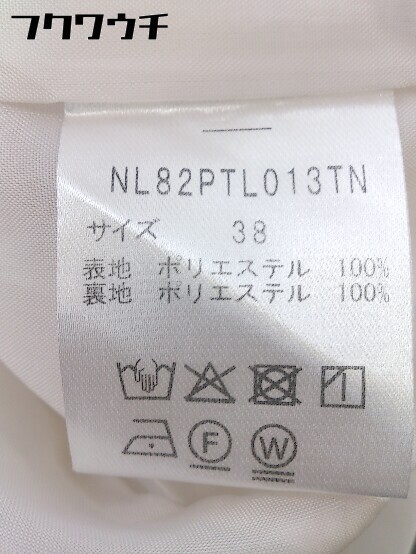 フクワウチ
NL82PTL013TN
サイズ 38
表地 ポリエステル 100%
裏地 ポリエステル 100%
F W